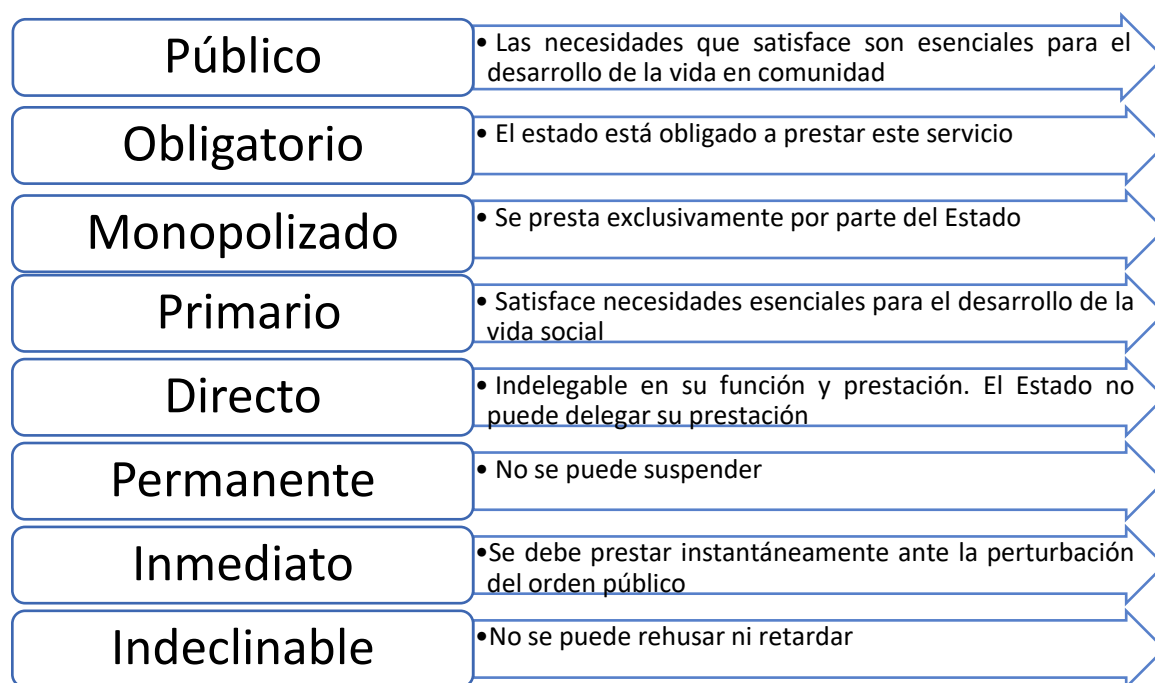 Público
• Las necesidades que satisface son esenciales para el
desarrollo de la vida en comunidad
Obligatorio
• El estado está obligado a prestar este servicio
Monopolizado
• Se presta exclusivamente por parte del Estado
Primario
• Satisface necesidades esenciales para el desarrollo de la
vida social
Directo
• Indelegable en su función y prestación. El Estado no
puede delegar su prestación
Permanente
• No se puede suspender
Inmediato
•Se debe prestar instantáneamente ante la perturbación
del orden público
Indeclinable
•No se puede rehusar ni retardar